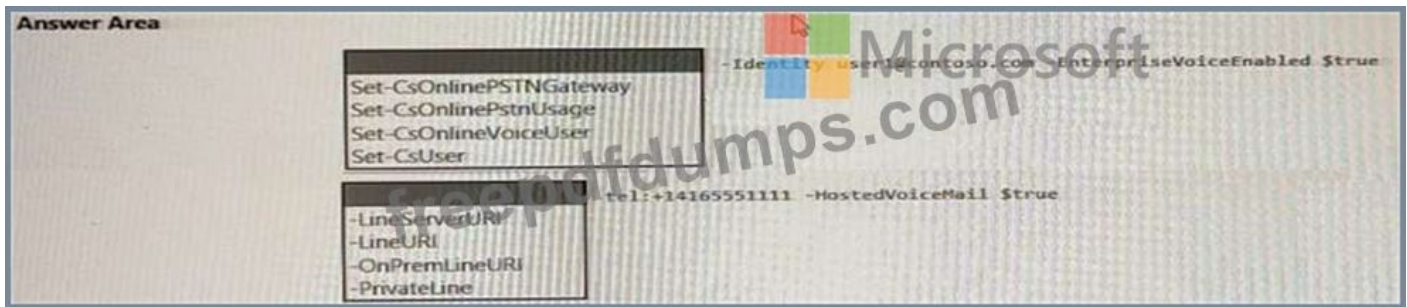 Answer Area
Microsoft
-Identity user1@contoso.com -EnterpriseVoiceEnabled $true
Set-CsOnlinePSTNGateway
Set-CsOnlinePstnUsage
Set-CsOnlineVoiceUser
Set-CsUser
freepdfdumps.com
tel:+14165551111 -HostedVoiceMail $true
-LineServerURI
-LineURI
-OnPremLineURI
-PrivateLine